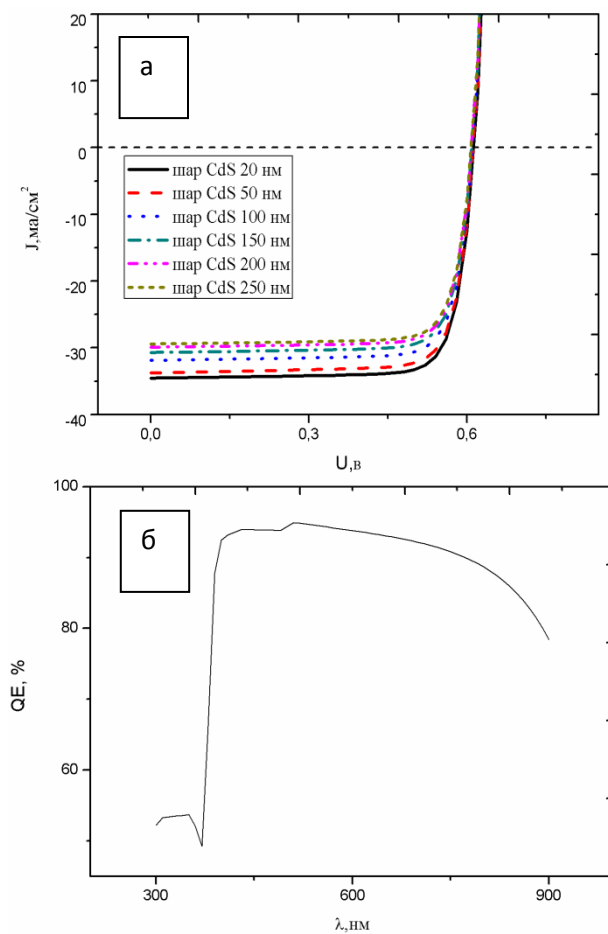 а
20
10
0
-10
-20
-30
-40
J,ма/см²
шар CdS 20 нм
шар CdS 50 нм
шар CdS 100 нм
шар CdS 150 нм
шар CdS 200 нм
шар CdS 250 нм
0,0
0,3
0,6
U,в
б
100
80
60
QE, %
300
600
900
λ,нм